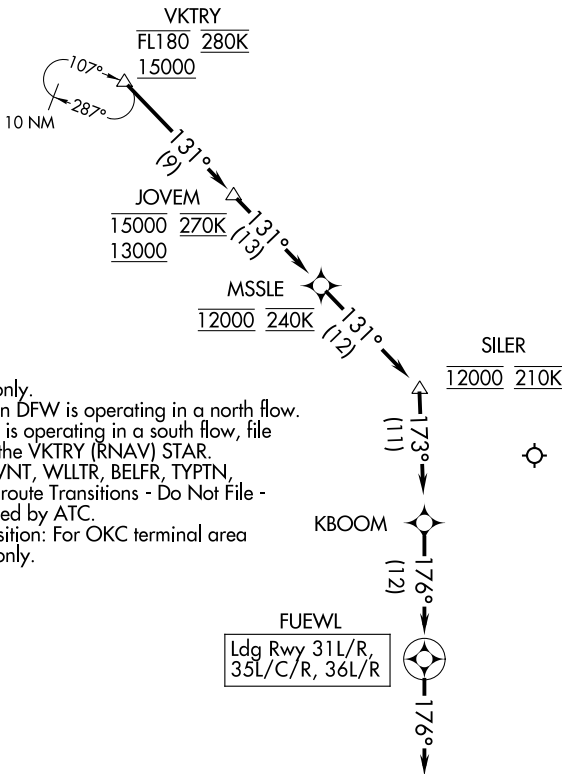 VKTRY
FL180 280K
15000
107°
287°
10 NM
131°
(9)
JOVEM
15000 270K
13000
131°
(13)
MSSLE
12000 240K
131°
(12)
SILER
12000 210K
only.
n DFW is operating in a north flow.
is operating in a south flow, file
the VKTRY (RNAV) STAR.
VNT, WLLTR, BELFR, TYPTN,
route Transitions - Do Not File -
ed by ATC.
sition: For OKC terminal area
only.
173°
(11)
KBOOM
176°
(12)
FUEWL
Ldg Rwy 31L/R,
35L/C/R, 36L/R
176°